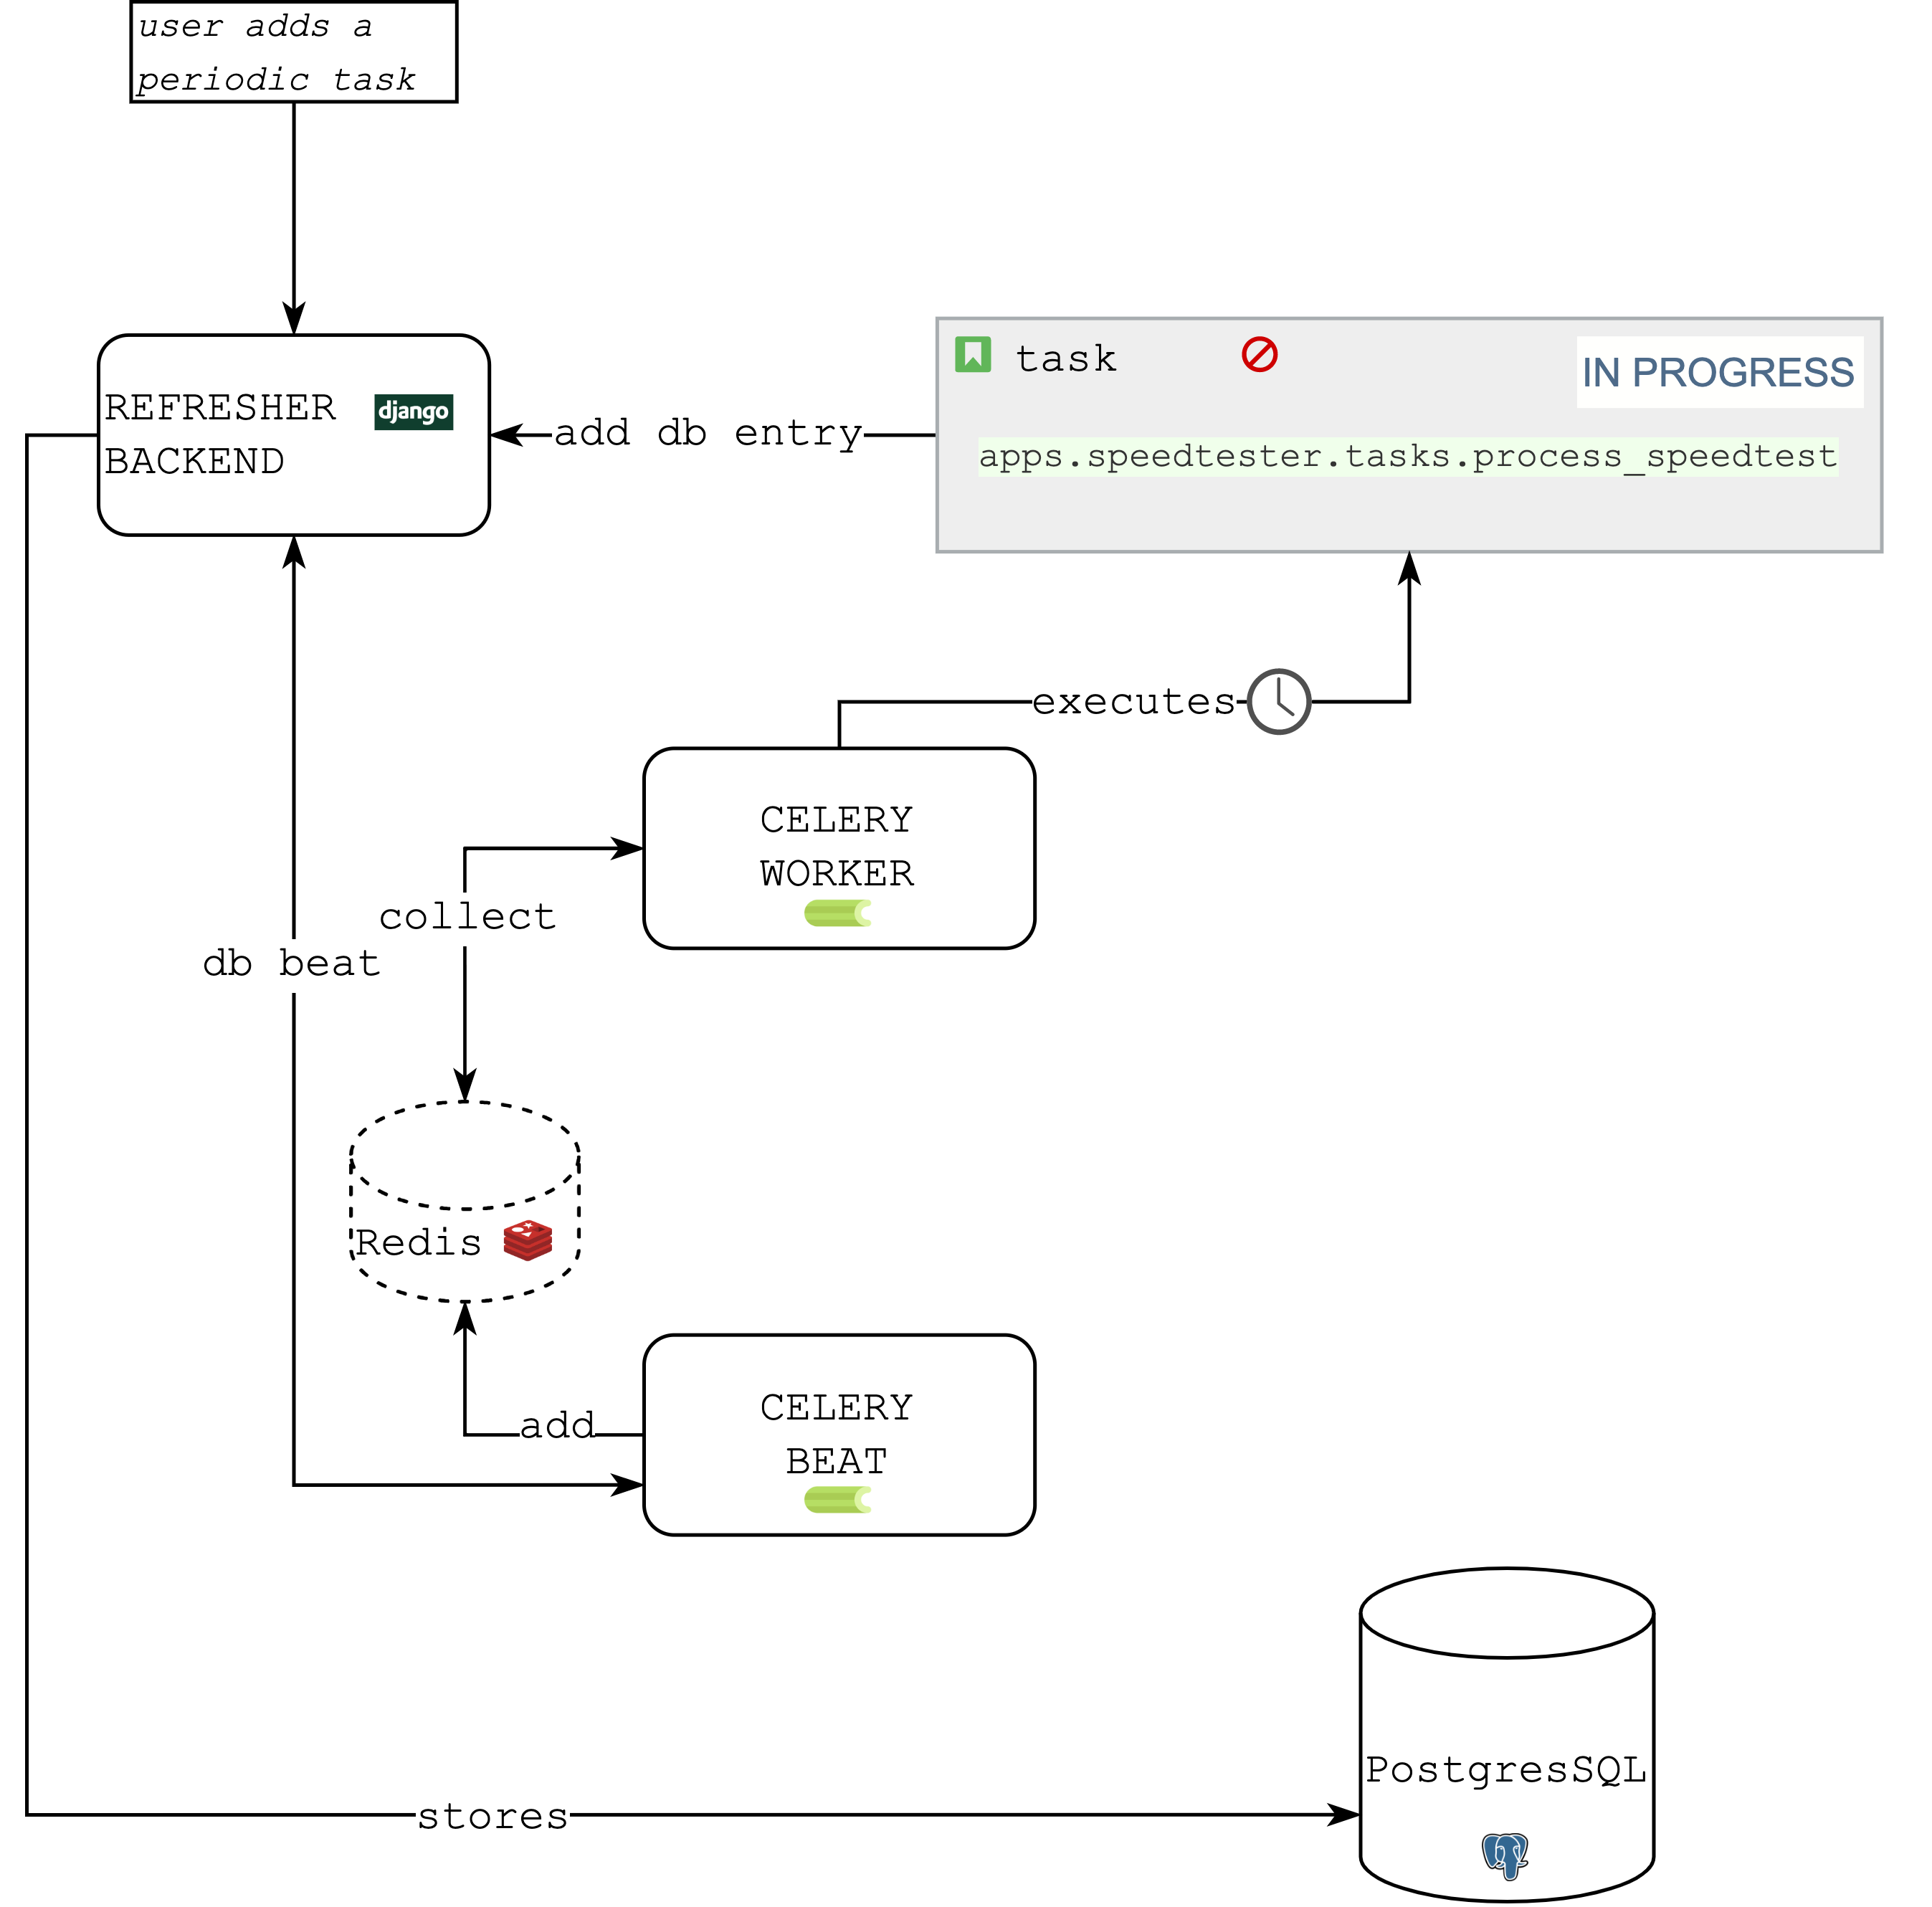 user adds a
periodic task
REFRESHER
BACKEND
django
add db entry
task
IN PROGRESS
apps.speedtester.tasks.process_speedtest
executes
CELERY
WORKER
collect
db beat
Redis
add
CELERY
BEAT
PostgresSQL
stores